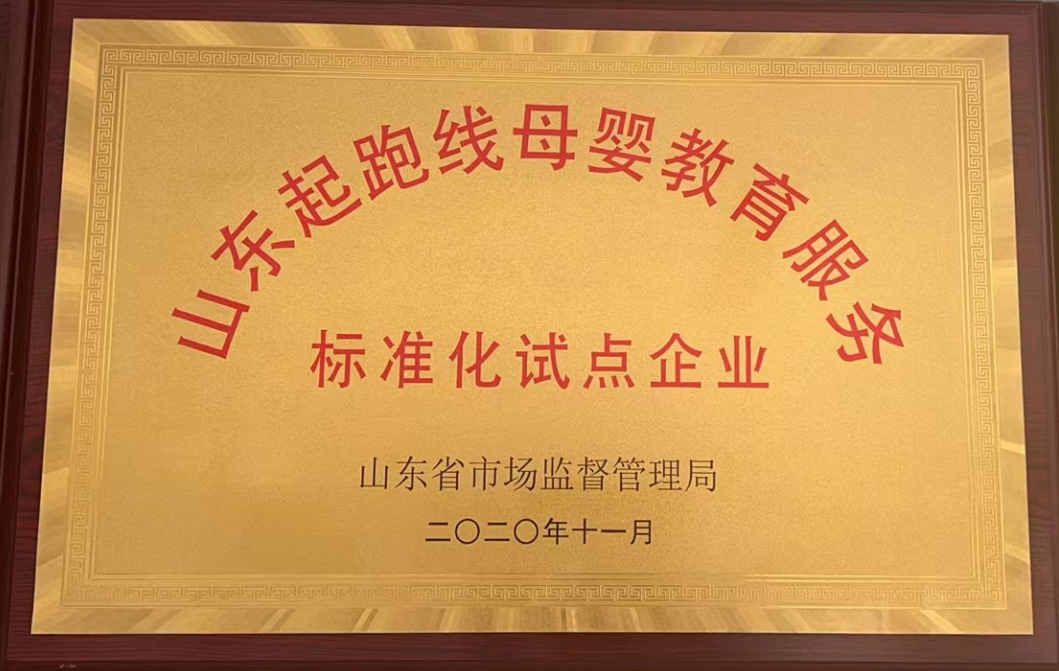 山东起跑线母婴教育服务
标准化试点企业
山东省市场监督管理局
二〇二〇年十一月